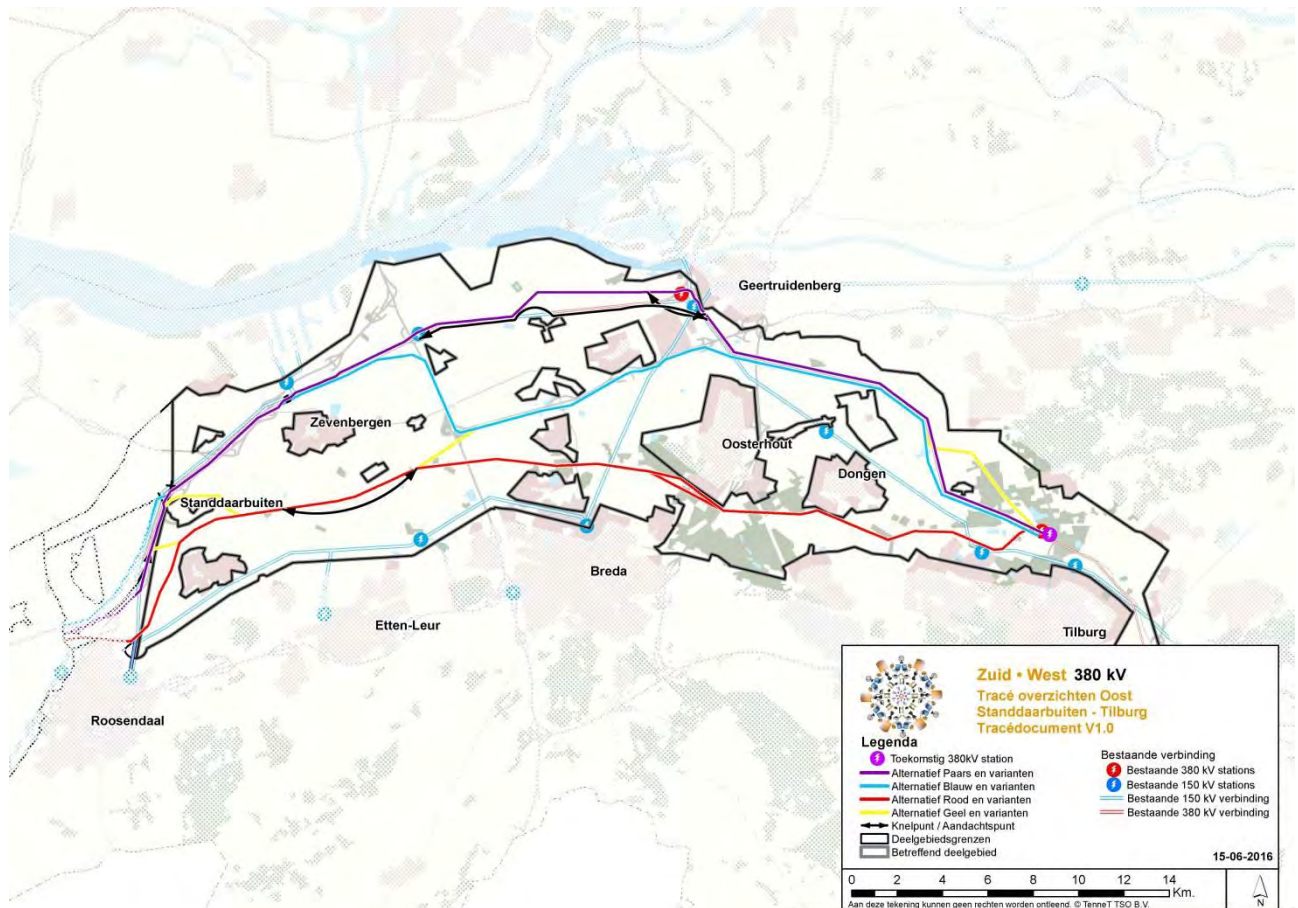 Geertruidenberg
Zevenbergen
Oosterhout
Dongen
Standdaarbuiten
Breda
Etten-Leur
Tilburg
Roosendaal
Zuid • West 380 kV
Tracé overzichten Oost
Standdaarbuiten - Tilburg
Tracédocument V1.0
Legenda
Toekomstig 380kV station
Alternatief Paars en varianten
Alternatief Blauw en varianten
Alternatief Rood en varianten
Alternatief Geel en varianten
Knelpunt / Aandachtspunt
Deelgebiedsgrenzen
Betreffend deelgebied
Bestaande verbinding
Bestaande 380 kV stations
Bestaande 150 kV stations
Bestaande 150 kV verbinding
Bestaande 380 kV verbinding
15-06-2016
0 2 4 6 8 10 12 14
Km.
Aan deze tekening kunnen geen rechten worden ontleend. © TenneT TSO B.V.
N